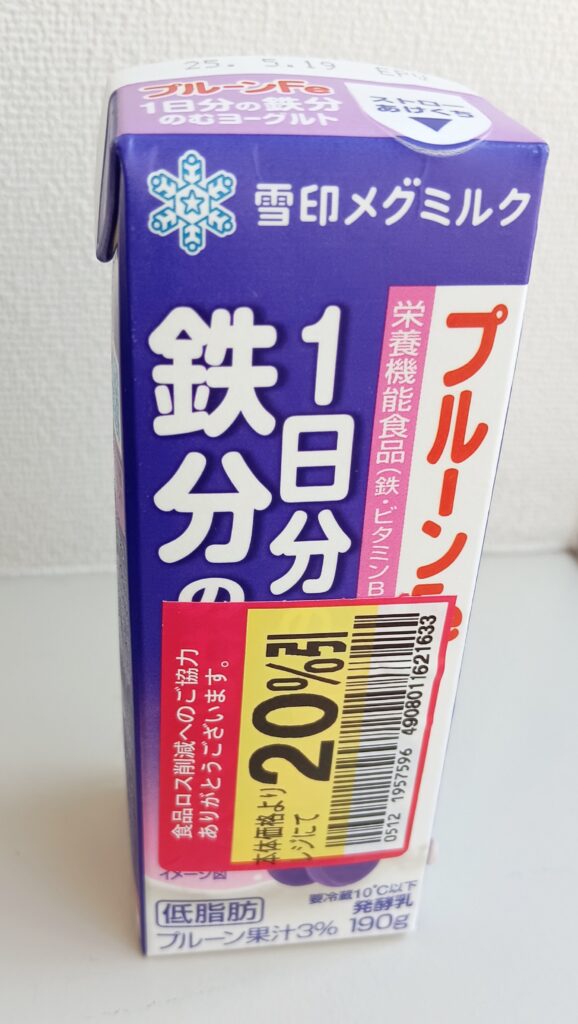 25. 5.19
プルーンFe
1日分の鉄分
のむヨーグルト
ストロー
あけくち
雪印メグミルク
プルーン
栄養機能食品(鉄・ビタミンB
1日分
鉄分の
食品ロス削減へのご協力
ありがとうございます。
本体価格より
レジにて
20%引
0512 1957596 4908011621633
イメージ図
低脂肪
要冷蔵10℃以下
発酵乳
プルーン果汁3% 190g